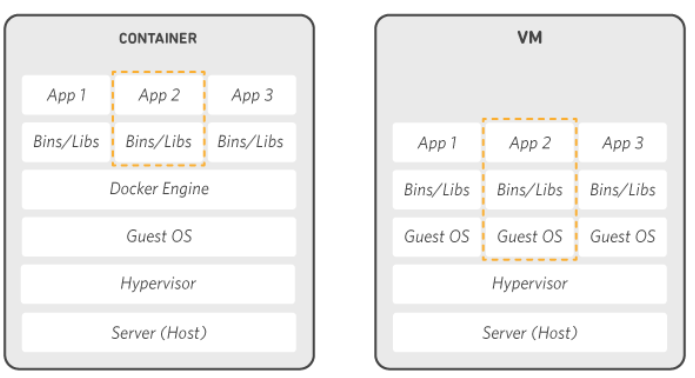 CONTAINER
App 1 App 2 App 3
Bins/Libs Bins/Libs Bins/Libs
Docker Engine
Guest OS
Hypervisor
Server (Host)
VM
App 1 App 2 App 3
Bins/Libs Bins/Libs Bins/Libs
Guest OS Guest OS Guest OS
Hypervisor
Server (Host)